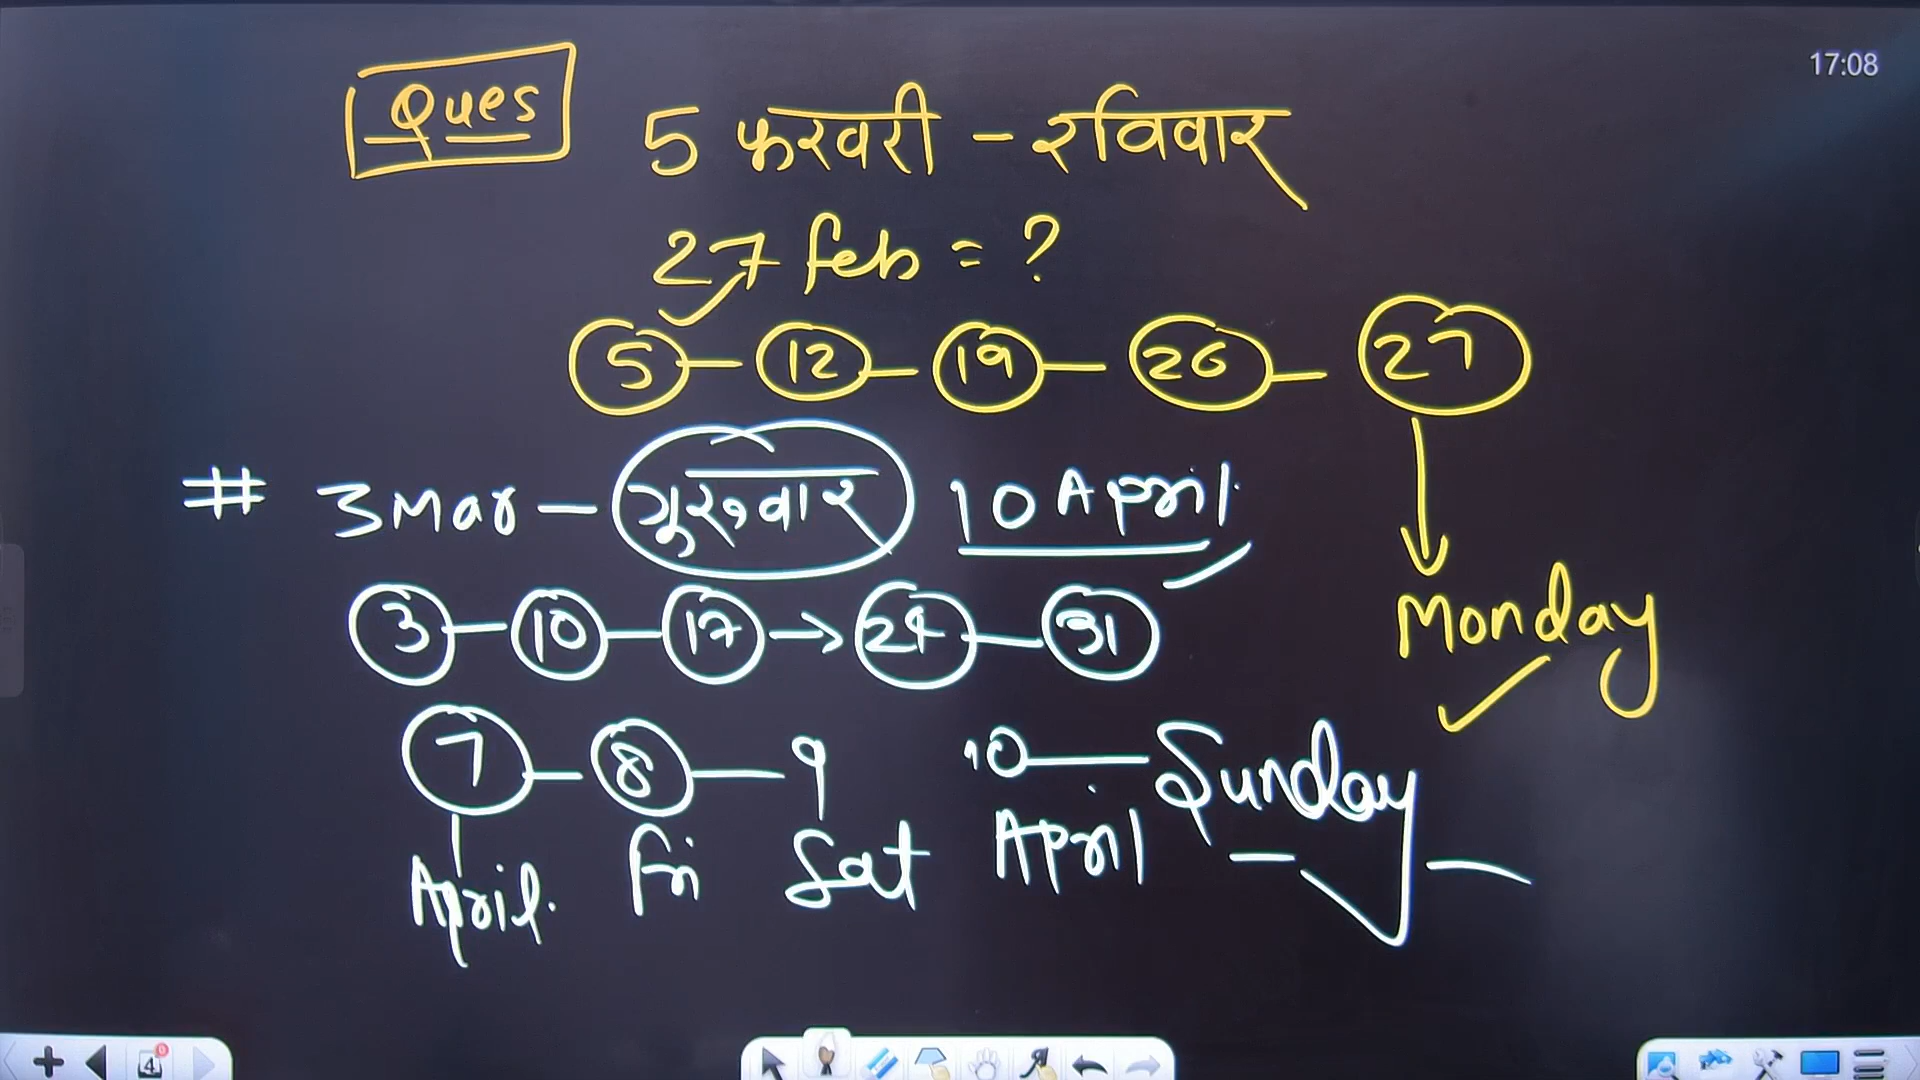 17:08
Ques 5 फरवरी - रविवार
27 feb = ?
5 - 12 - 19 - 26 - 27
# 3 Mar - गुरुवार 10 April
3 - 10 - 17 → 24 - 31
Monday
7 - 8 - 9 10 - Sunday
April. Fri Sat April
4